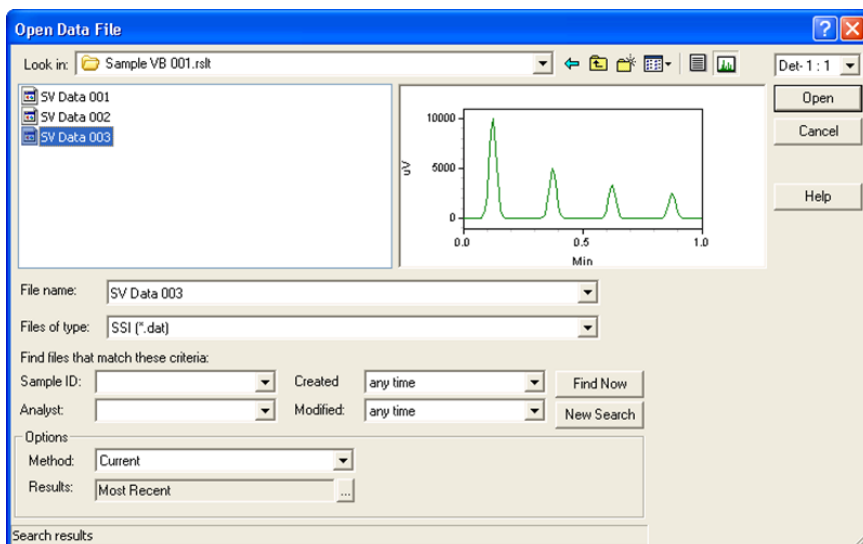 Open Data File
Look in: Sample VB 001.rslt
Det- 1 : 1
SV Data 001
SV Data 002
SV Data 003
10000
5000
0
uV
0.0 0.5 1.0
Min
Open
Cancel
Help
File name: SV Data 003
Files of type: SSI (*.dat)
Find files that match these criteria:
Sample ID: Created any time Find Now
Analyst: Modified: any time New Search
Options
Method: Current
Results: Most Recent ...
Search results